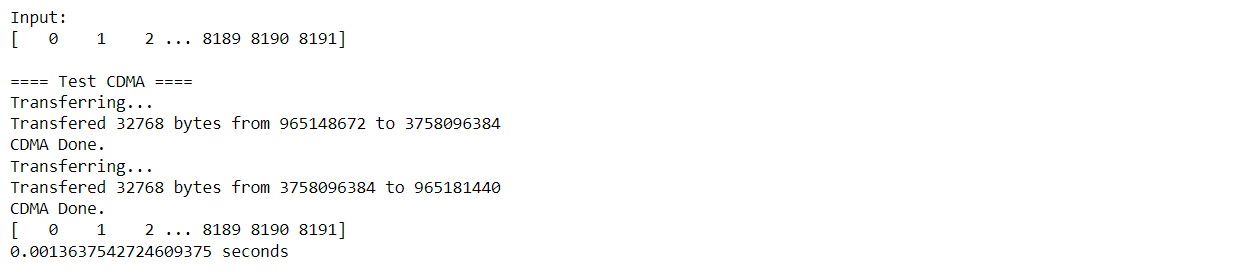 Input:
[   0    1    2 ... 8189 8190 8191]
==== Test CDMA ====
Transferring...
Transfered 32768 bytes from 965148672 to 3758096384
CDMA Done.
Transferring...
Transfered 32768 bytes from 3758096384 to 965181440
CDMA Done.
[   0    1    2 ... 8189 8190 8191]
0.0013637542724609375 seconds